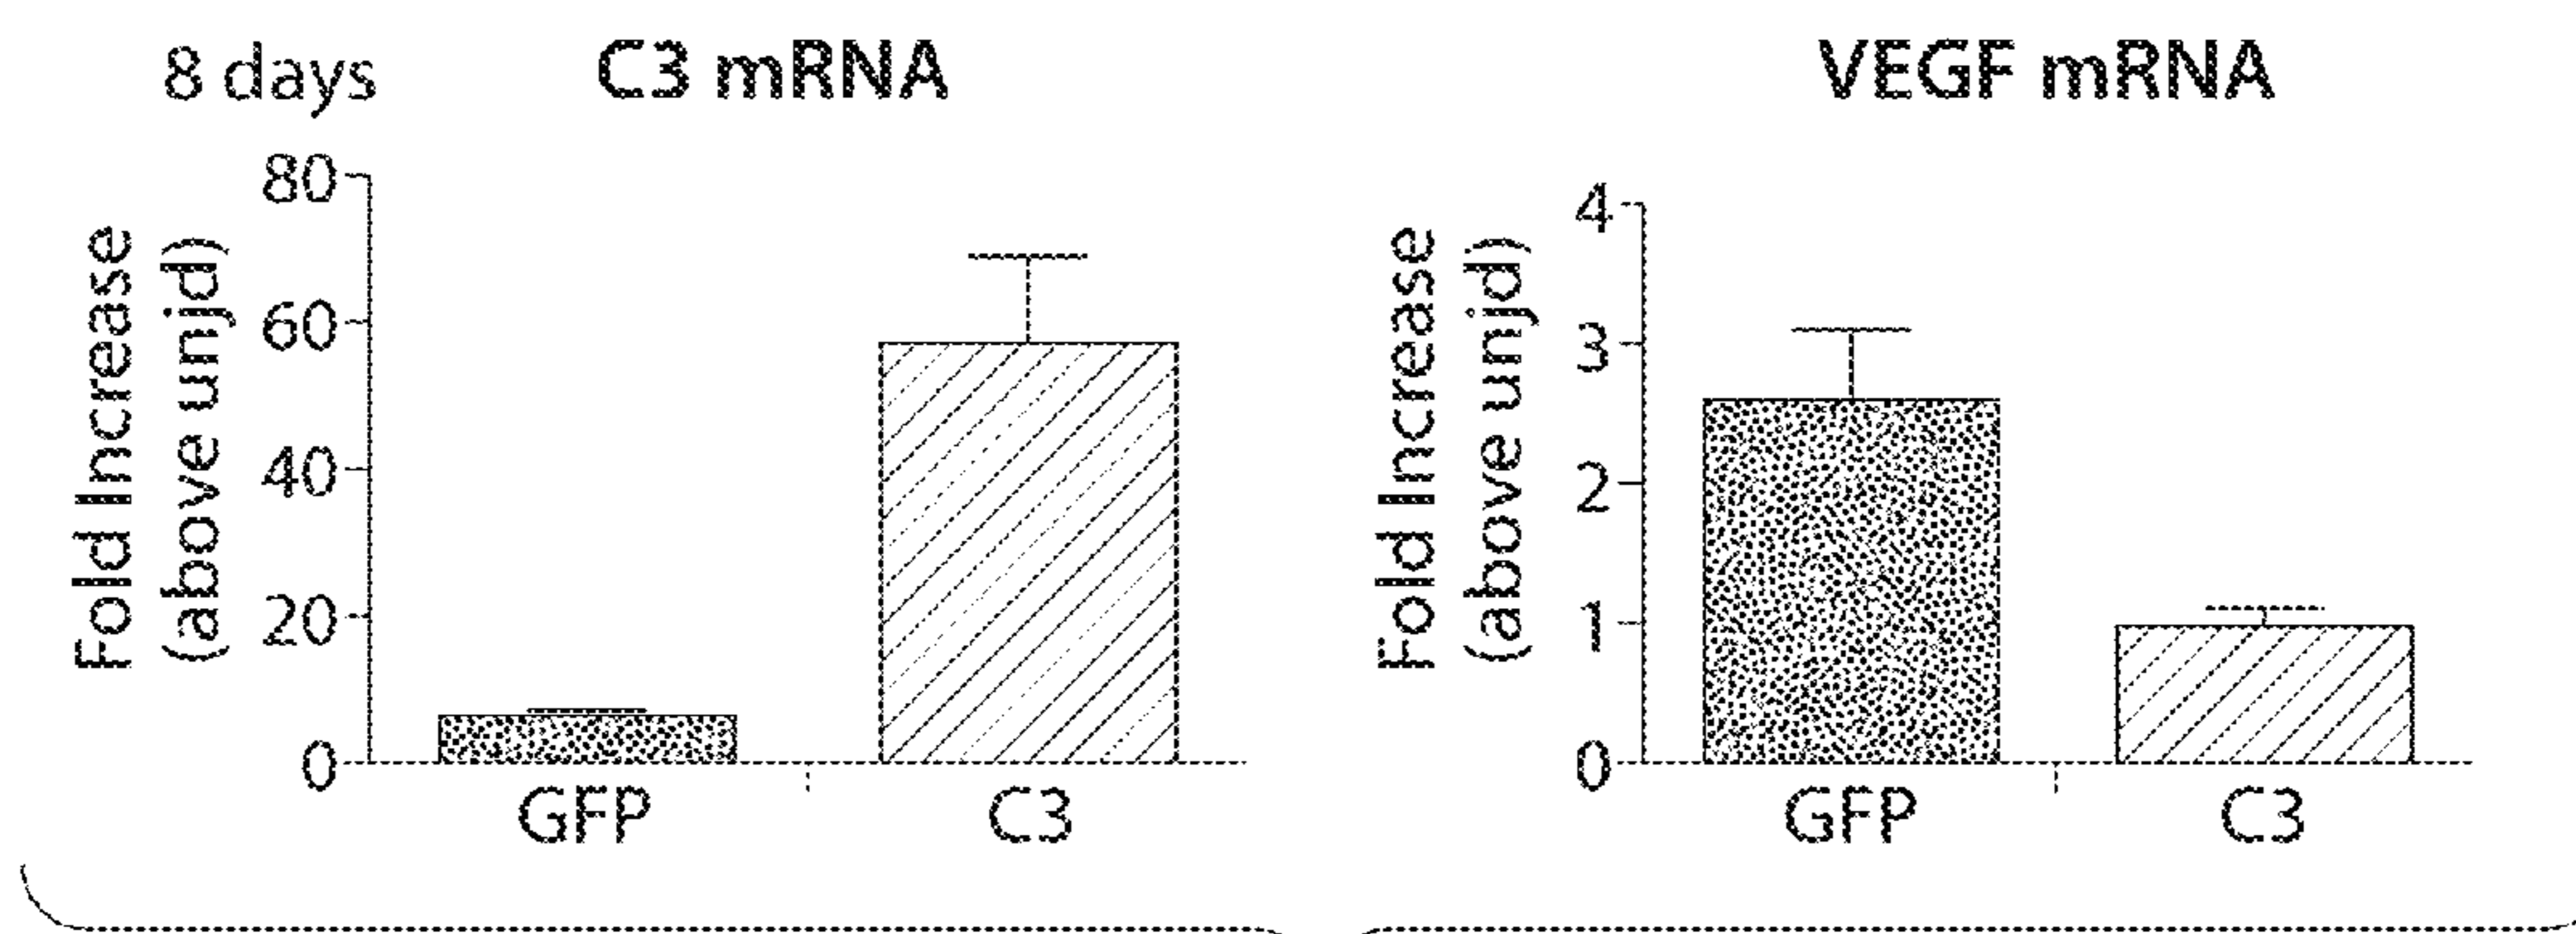 8 days
C3 mRNA
Fold Increase
(above unjd)
80
60
40
20
0
GFP
C3
VEGF mRNA
Fold Increase
(above unjd)
4
3
2
1
0
GFP
C3